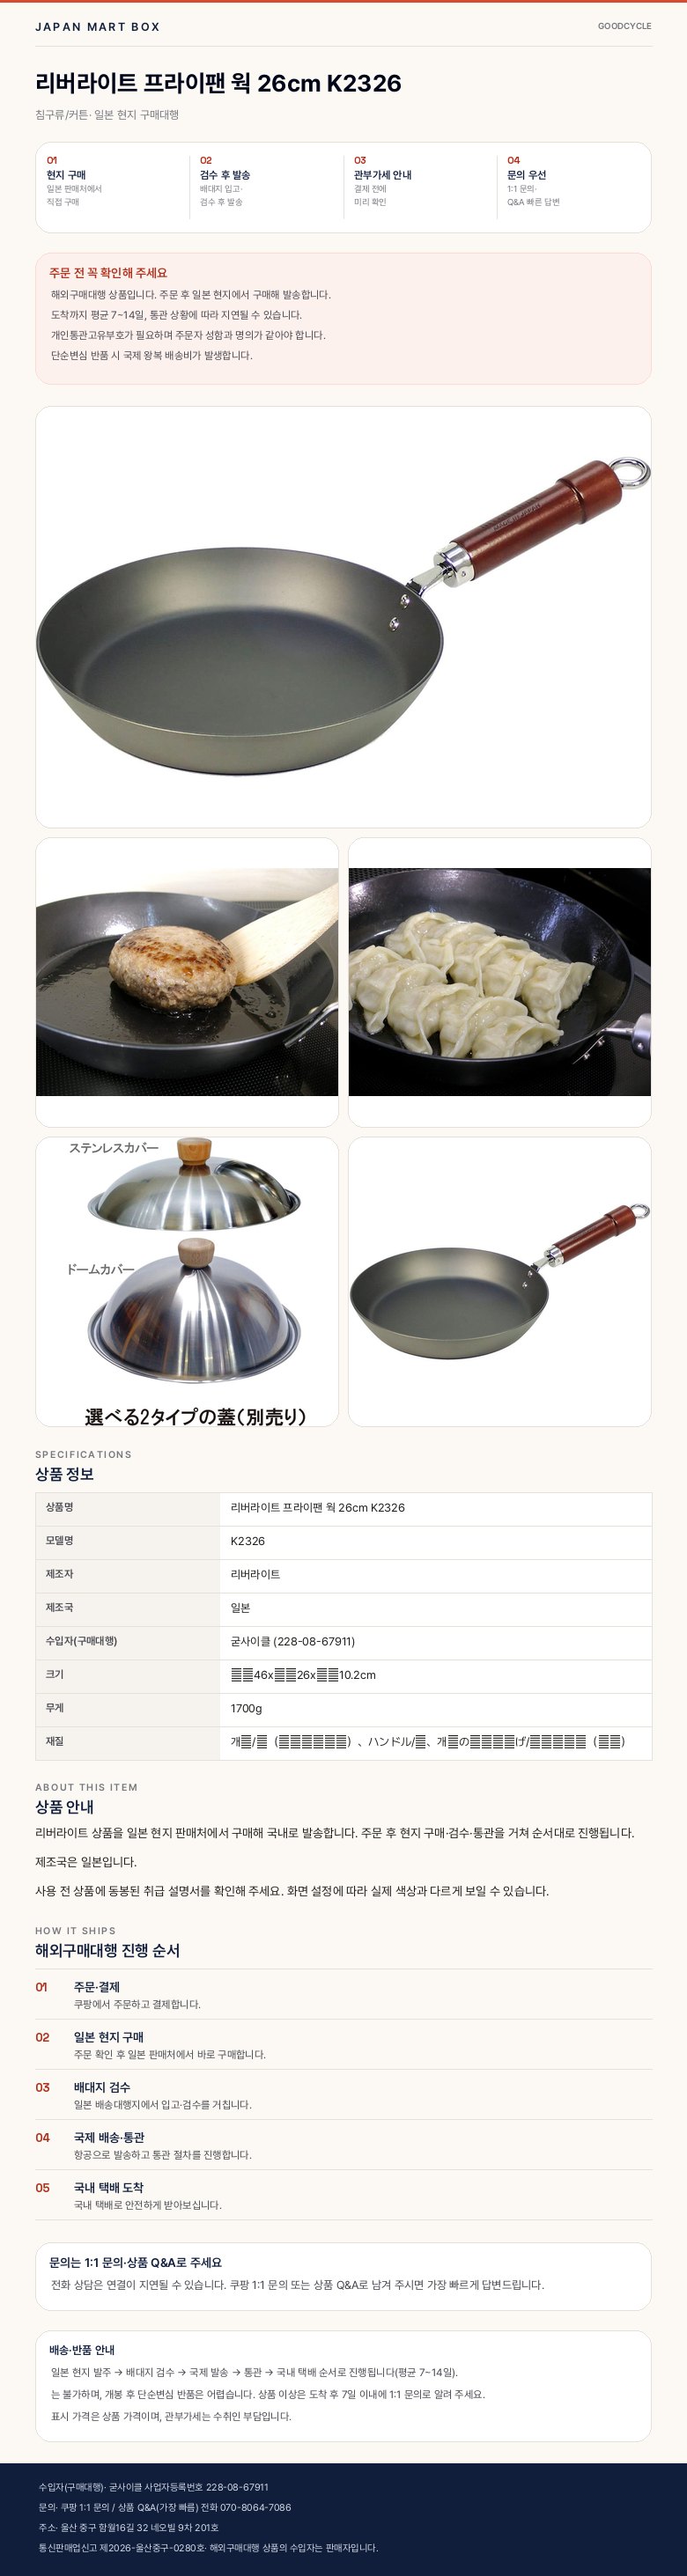 JAPAN MART BOX
GOODCYCLE
리버라이트 프라이팬 웍 26cm K2326
침구류/커튼· 일본 현지 구매대행
01
현지 구매
일본 판매처에서
직접 구매
02
검수 후 발송
배대지 입고·
검수 후 발송
03
관부가세 안내
결제 전에
미리 확인
04
문의 우선
1:1 문의·
Q&A 빠른 답변
주문 전 꼭 확인해 주세요
해외구매대행 상품입니다. 주문 후 일본 현지에서 구매해 발송합니다.
도착까지 평균 7~14일, 통관 상황에 따라 지연될 수 있습니다.
개인통관고유부호가 필요하며 주문자 성함과 명의가 같아야 합니다.
단순변심 반품 시 국제 왕복 배송비가 발생합니다.
ステンレスカバー
ドームカバー
選べる2タイプの蓋(別売り)
SPECIFICATIONS
상품 정보
상품명 리버라이트 프라이팬 웍 26cm K2326
모델명 K2326
제조자 리버라이트
제조국 일본
수입자(구매대행) 굳사이클 (228-08-67911)
크기 46x 26x 10.2cm
무게 1700g
재질 개 / ( ) 、ハンドル/ 、개 の げ/ ( )
ABOUT THIS ITEM
상품 안내
리버라이트 상품을 일본 현지 판매처에서 구매해 국내로 발송합니다. 주문 후 현지 구매·검수·통관을 거쳐 순서대로 진행됩니다.
제조국은 일본입니다.
사용 전 상품에 동봉된 취급 설명서를 확인해 주세요. 화면 설정에 따라 실제 색상과 다르게 보일 수 있습니다.
HOW IT SHIPS
해외구매대행 진행 순서
01 주문·결제
쿠팡에서 주문하고 결제합니다.
02 일본 현지 구매
주문 확인 후 일본 판매처에서 바로 구매합니다.
03 배대지 검수
일본 배송대행지에서 입고·검수를 거칩니다.
04 국제 배송·통관
항공으로 발송하고 통관 절차를 진행합니다.
05 국내 택배 도착
국내 택배로 안전하게 받아보십니다.
문의는 1:1 문의·상품 Q&A로 주세요
전화 상담은 연결이 지연될 수 있습니다. 쿠팡 1:1 문의 또는 상품 Q&A로 남겨 주시면 가장 빠르게 답변드립니다.
배송·반품 안내
일본 현지 발주 → 배대지 검수 → 국제 발송 → 통관 → 국내 택배 순서로 진행됩니다(평균 7~14일).
는 불가하며, 개봉 후 단순변심 반품은 어렵습니다. 상품 이상은 도착 후 7일 이내에 1:1 문의로 알려 주세요.
표시 가격은 상품 가격이며, 관부가세는 수취인 부담입니다.
수입자(구매대행)· 굳사이클 사업자등록번호 228-08-67911
문의· 쿠팡 1:1 문의 / 상품 Q&A(가장 빠름) 전화 070-8064-7086
주소· 울산 중구 함월16길 32 네오빌 9차 201호
통신판매업신고 제2026-울산중구-0280호· 해외구매대행 상품의 수입자는 판매자입니다.